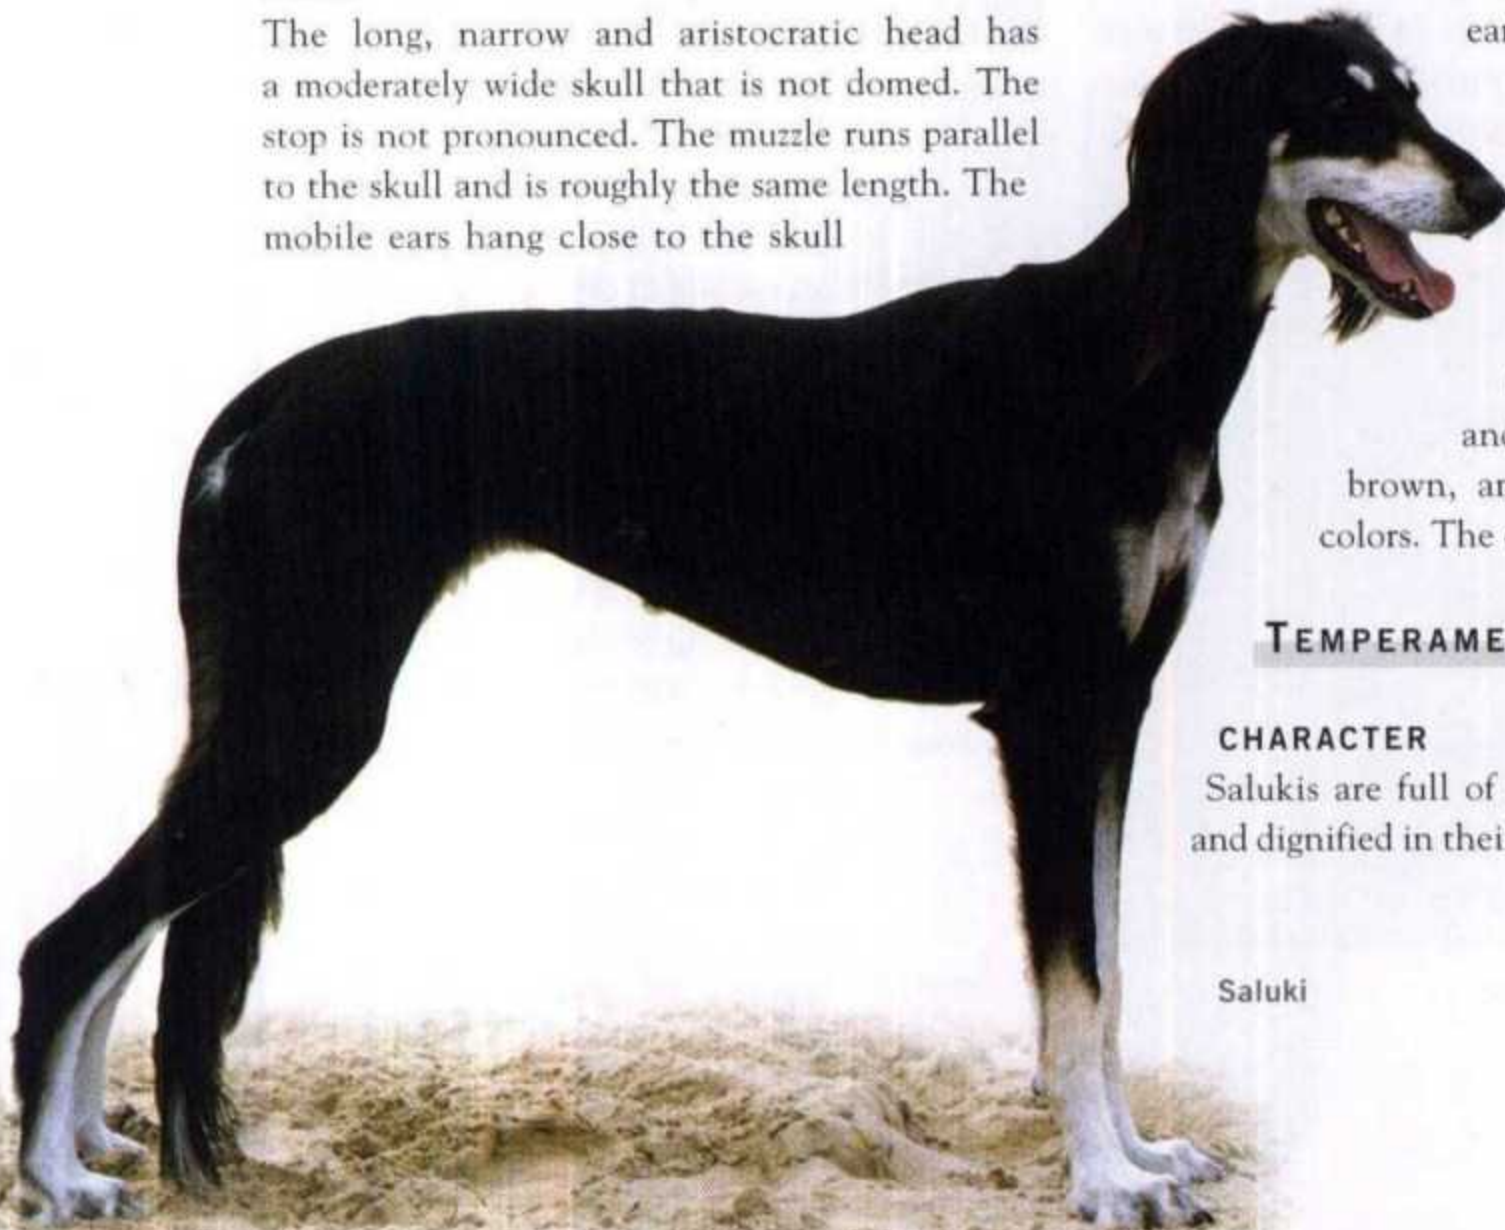 The long, narrow and aristocratic head has
a moderately wide skull that is not domed. The
stop is not pronounced. The muzzle runs parallel
to the skull and is roughly the same length. The
mobile ears hang close to the skull
brown,
colors. The
CHARACTER
Salukis are full of
and dignified in
Saluki